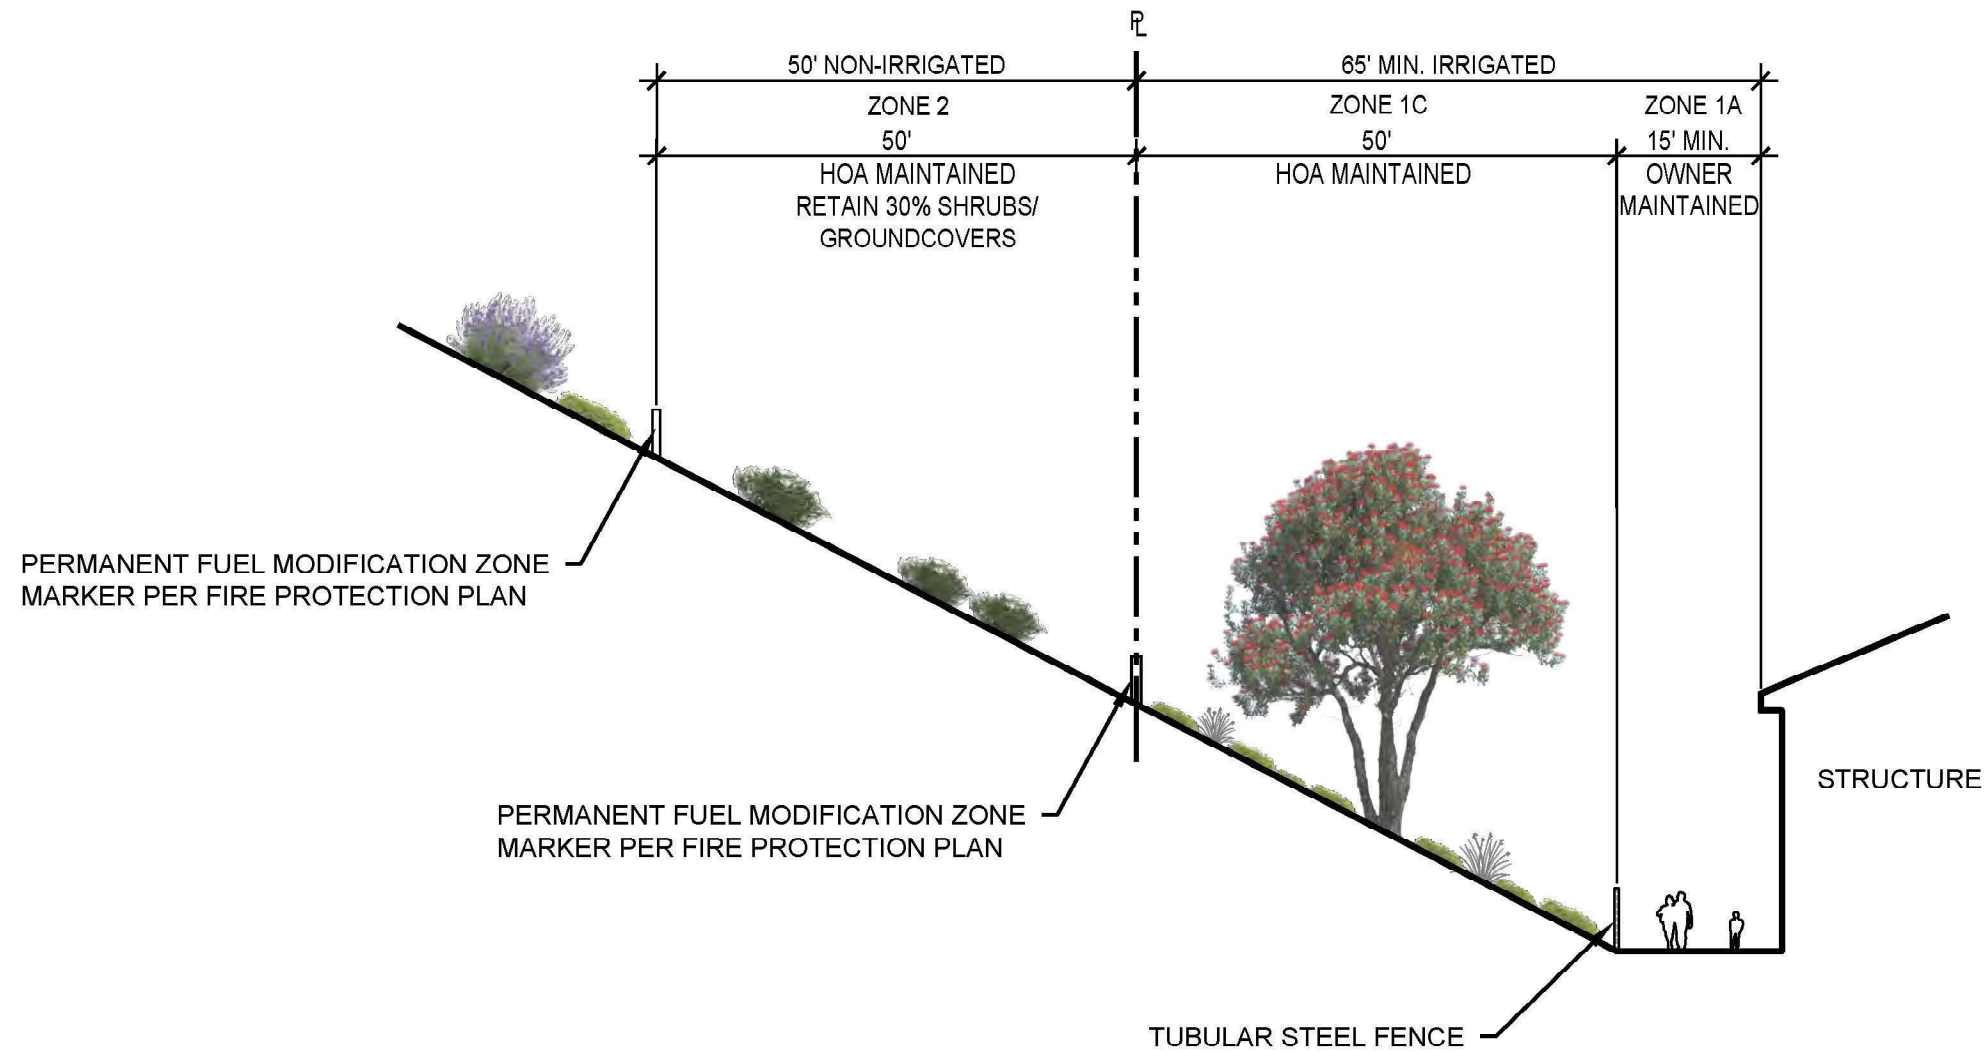 PL
50' NON-IRRIGATED
65' MIN. IRRIGATED
ZONE 2
ZONE 1C
ZONE 1A
50'
50'
15' MIN.
HOA MAINTAINED
RETAIN 30% SHRUBS/
GROUNDCOVERS
HOA MAINTAINED
OWNER
MAINTAINED
PERMANENT FUEL MODIFICATION ZONE
MARKER PER FIRE PROTECTION PLAN
PERMANENT FUEL MODIFICATION ZONE
MARKER PER FIRE PROTECTION PLAN
STRUCTURE
TUBULAR STEEL FENCE